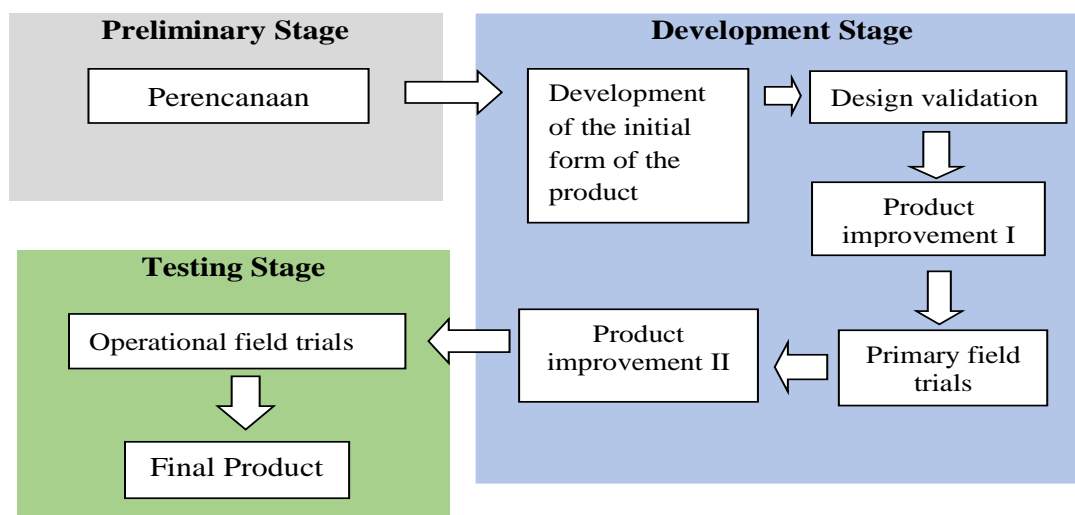 Preliminary Stage
Perencanaan
Development Stage
Development
of the initial
form of the
product
Design validation
Product
improvement I
Primary field
trials
Product
improvement II
Testing Stage
Operational field trials
Final Product